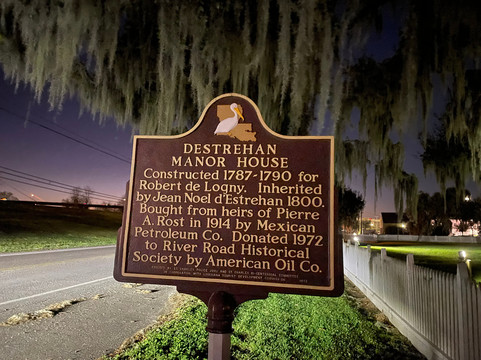 DESTREHAN
MANOR HOUSE
Constructed 1787-1790 for
Robert de Logny. Inherited
by Jean Noel d'Estrehan 1800.
Bought from heirs of Pierre
A. Rost in 1914 by Mexican
Petroleum Co. Donated 1972
to River Road Historical
Society by American Oil Co.